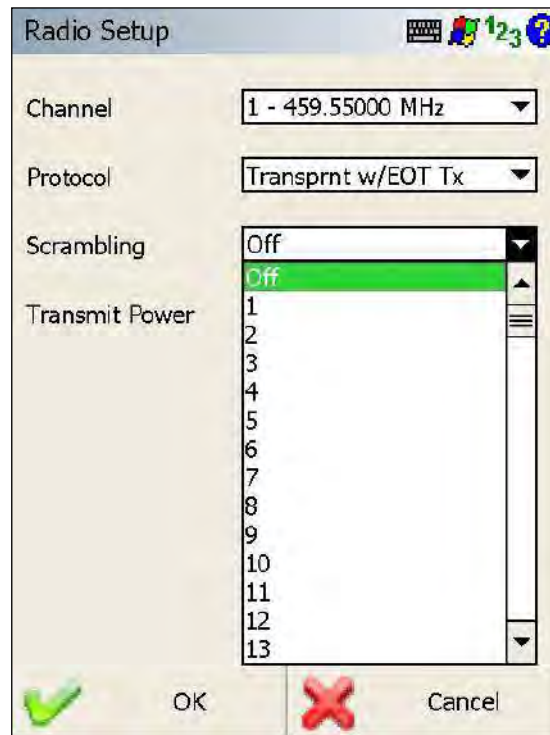 Radio Setup 123 ?
Channel 1 - 459.55000 MHz
Protocol Transprnt w/EOT Tx
Scrambling Off
Off
Transmit Power
1
2
3
4
5
6
7
8
9
10
11
12
13
OK Cancel